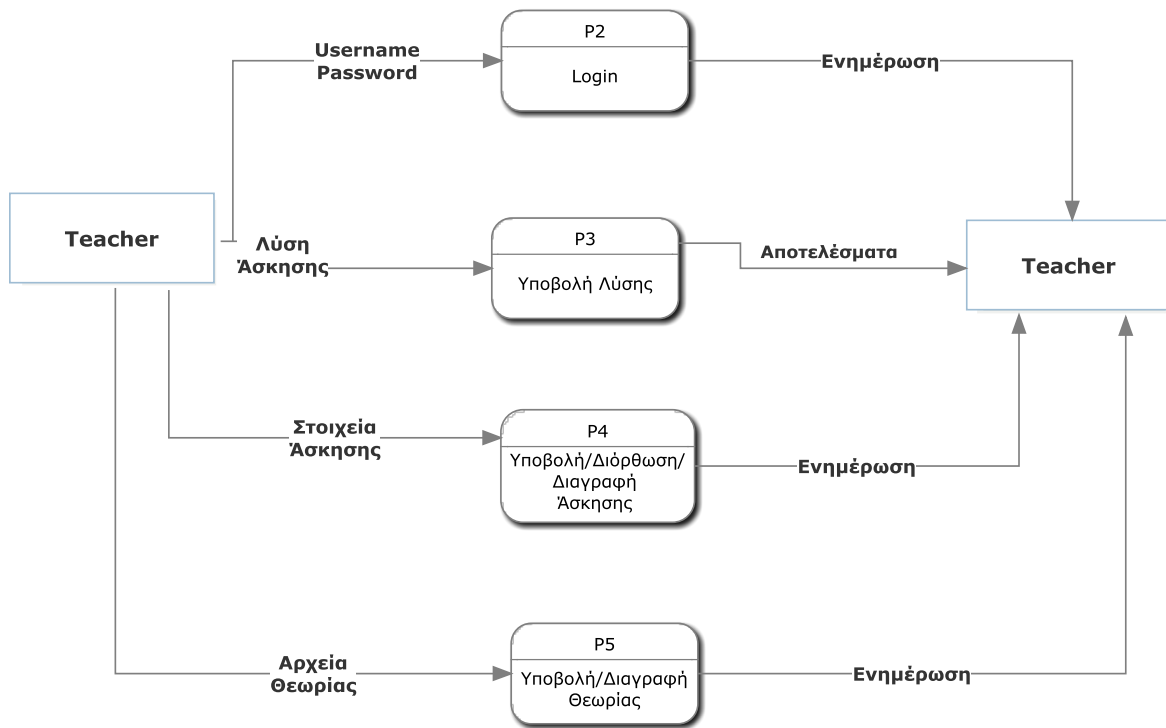 P2
Login
Username
Password
Ενημέρωση
Teacher
Λύση
Άσκησης
P3
Υποβολή Λύσης
Αποτελέσματα
Teacher
Στοιχεία
Άσκησης
P4
Υποβολή/Διόρθωση/
Διαγραφή
Άσκησης
Ενημέρωση
Αρχεία
Θεωρίας
P5
Υποβολή/Διαγραφή
Θεωρίας
Ενημέρωση